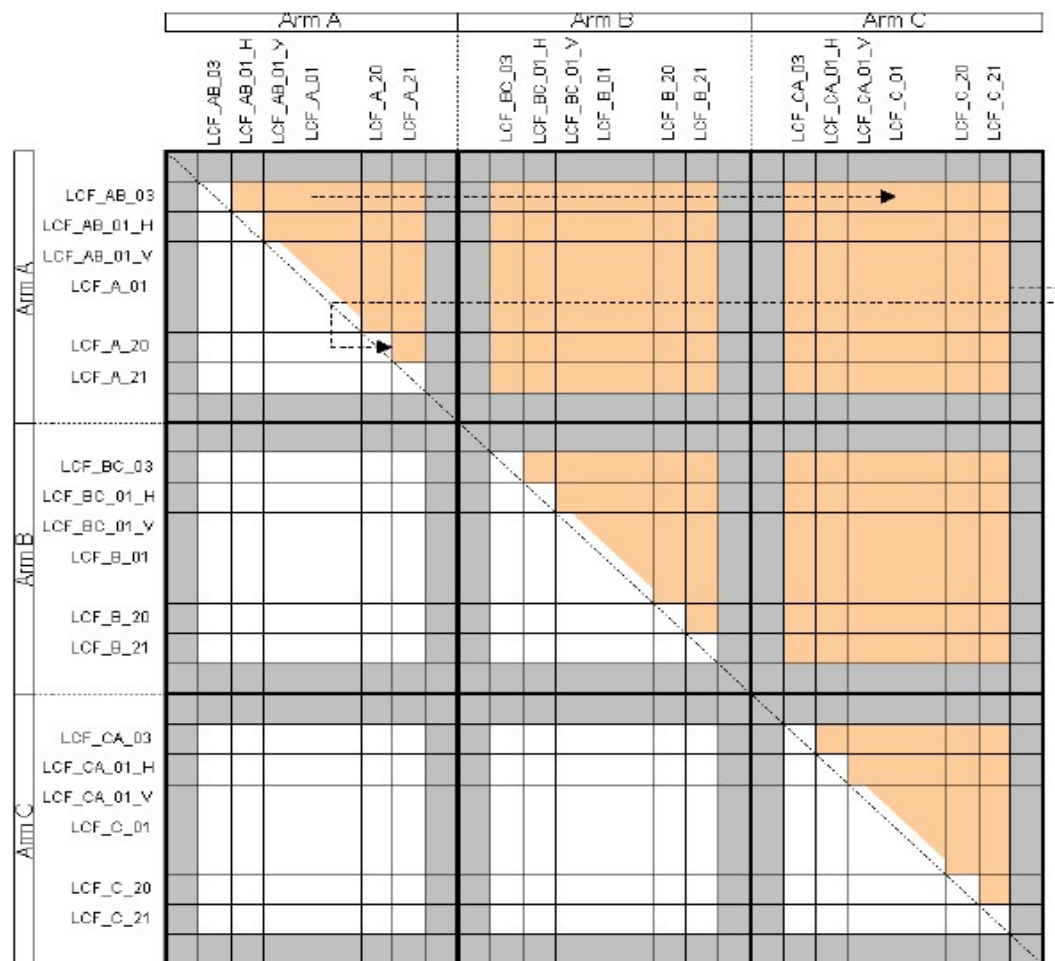 Arm A Arm B Arm C
LCF_AB_03 LCF_AB_01_H LCF_AB_01_V LCF_A_01 LCF_A_20 LCF_A_21 LCF_BC_03 LCF_BC_01_H LCF_BC_01_V LCF_B_01 LCF_B_20 LCF_B_21 LCF_CA_03 LCF_CA_01_H LCF_CA_01_V LCF_C_01 LCF_C_20 LCF_C_21
Arm A
LCF_AB_03
LCF_AB_01_H
LCF_AB_01_V
LCF_A_01
LCF_A_20
LCF_A_21
Arm B
LCF_BC_03
LCF_BC_01_H
LCF_BC_01_V
LCF_B_01
LCF_B_20
LCF_B_21
Arm C
LCF_CA_03
LCF_CA_01_H
LCF_CA_01_V
LCF_C_01
LCF_C_20
LCF_C_21